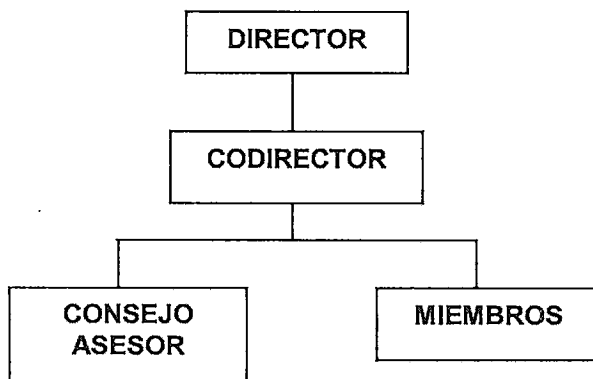 DIRECTOR
CODIRECTOR
CONSEJO
ASESOR
MIEMBROS